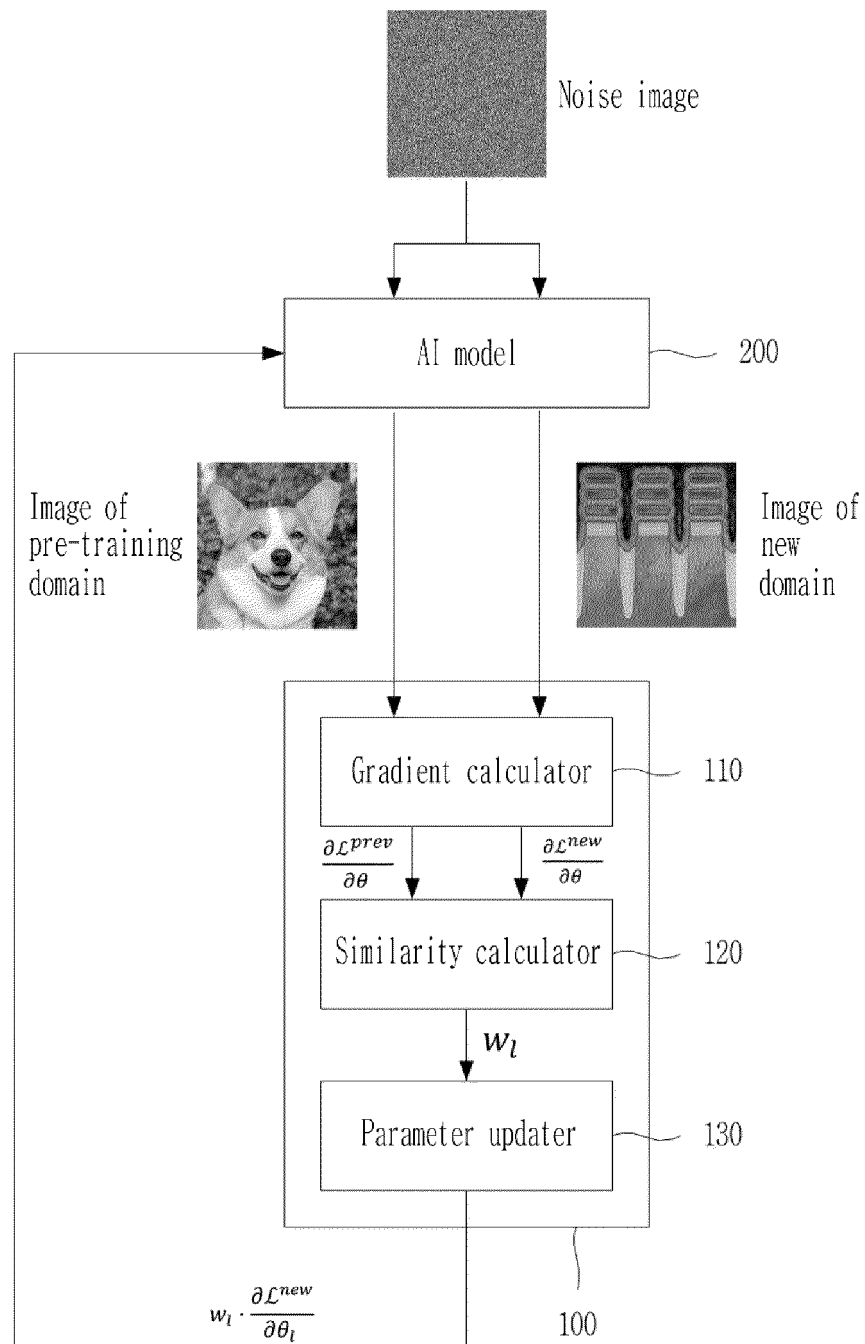 Noise image
AI model
200
Image of
pre-training
domain
Image of
new
domain
Gradient calculator
110
∂ℒ^{prev}/∂θ
∂ℒ^{new}/∂θ
Similarity calculator
120
w_l
Parameter updater
130
w_l · ∂ℒ^{new}/∂θ_l
100